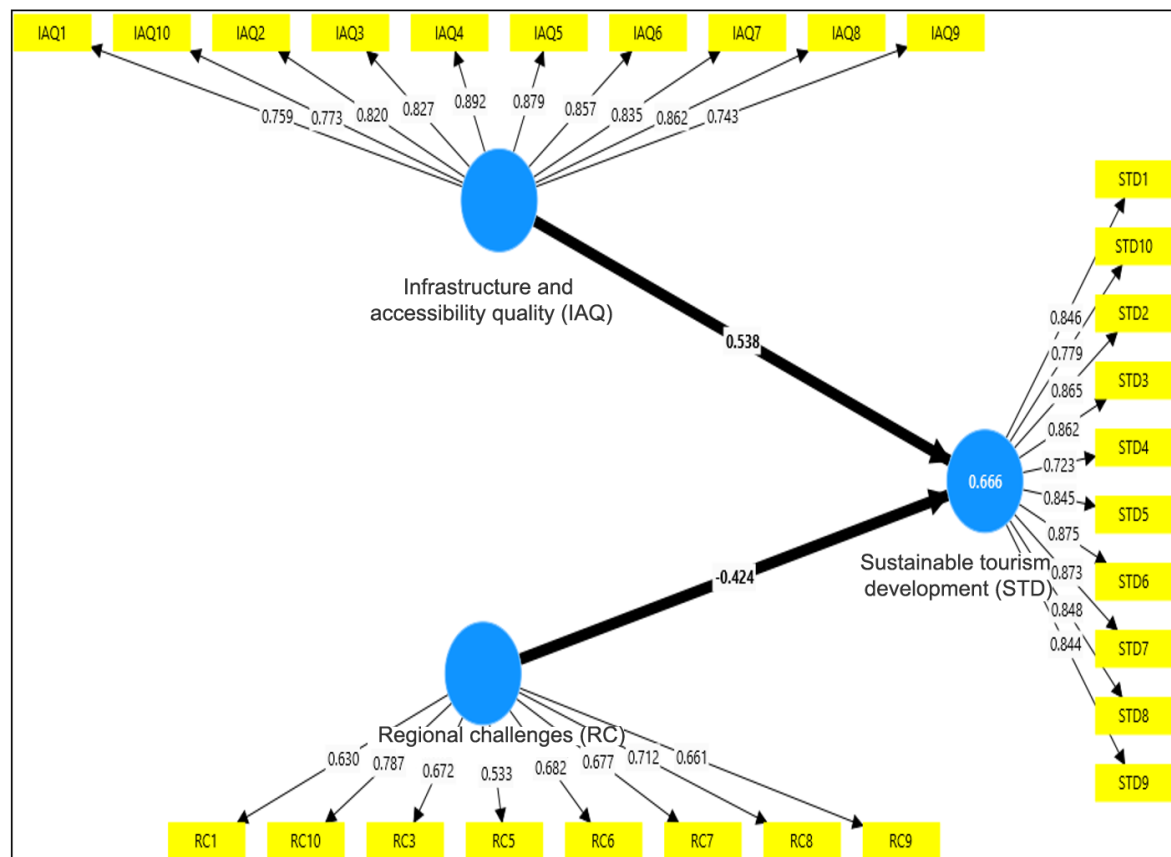 IAQ1 IAQ10 IAQ2 IAQ3 IAQ4 IAQ5 IAQ6 IAQ7 IAQ8 IAQ9
0.759 0.773 0.820 0.827 0.892 0.879 0.857 0.835 0.862 0.743
Infrastructure and
accessibility quality (IAQ)
0.538
STD1
STD10
STD2
STD3
STD4
STD5
STD6
STD7
STD8
STD9
0.846
0.779
0.865
0.862
0.723
0.845
0.875
0.873
0.848
0.844
0.666
Sustainable tourism
development (STD)
-0.424
Regional challenges (RC)
0.630 0.787 0.672 0.533 0.682 0.677 0.712 0.661
RC1 RC10 RC3 RC5 RC6 RC7 RC8 RC9